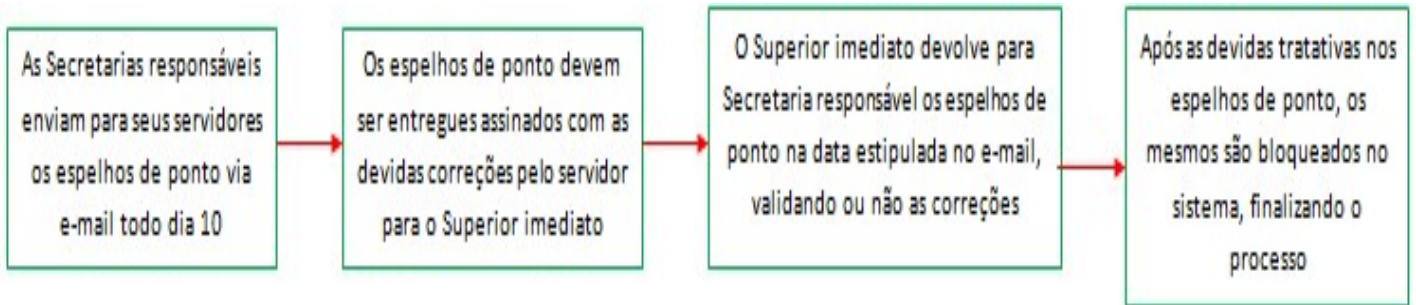 As Secretarias responsáveis
enviam para seus servidores
os espelhos de ponto via
e-mail todo dia 10
Os espelhos de ponto devem
ser entregues assinados com as
devidas correções pelo servidor
para o Superior imediato
O Superior imediato devolve para
Secretaria responsável os espelhos de
ponto na data estipulada no e-mail,
validando ou não as correções
Após as devidas tratativas nos
espelhos de ponto, os
mesmos são bloqueados no
sistema, finalizando o
processo